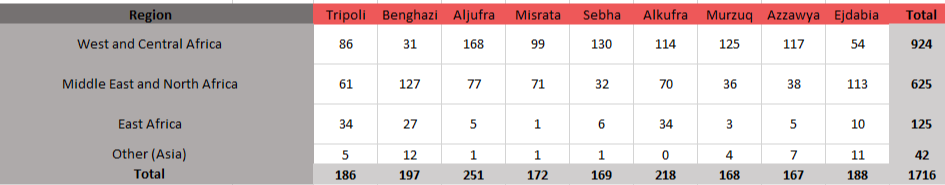 Region Tripoli Benghazi Aljufra Misrata Sebha Alkufra Murzuq Azzawya Ejdabia Total
West and Central Africa 86 31 168 99 130 114 125 117 54 924
Middle East and North Africa 61 127 77 71 32 70 36 38 113 625
East Africa 34 27 5 1 6 34 3 5 10 125
Other (Asia) 5 12 1 1 1 0 4 7 11 42
Total 186 197 251 172 169 218 168 167 188 1716